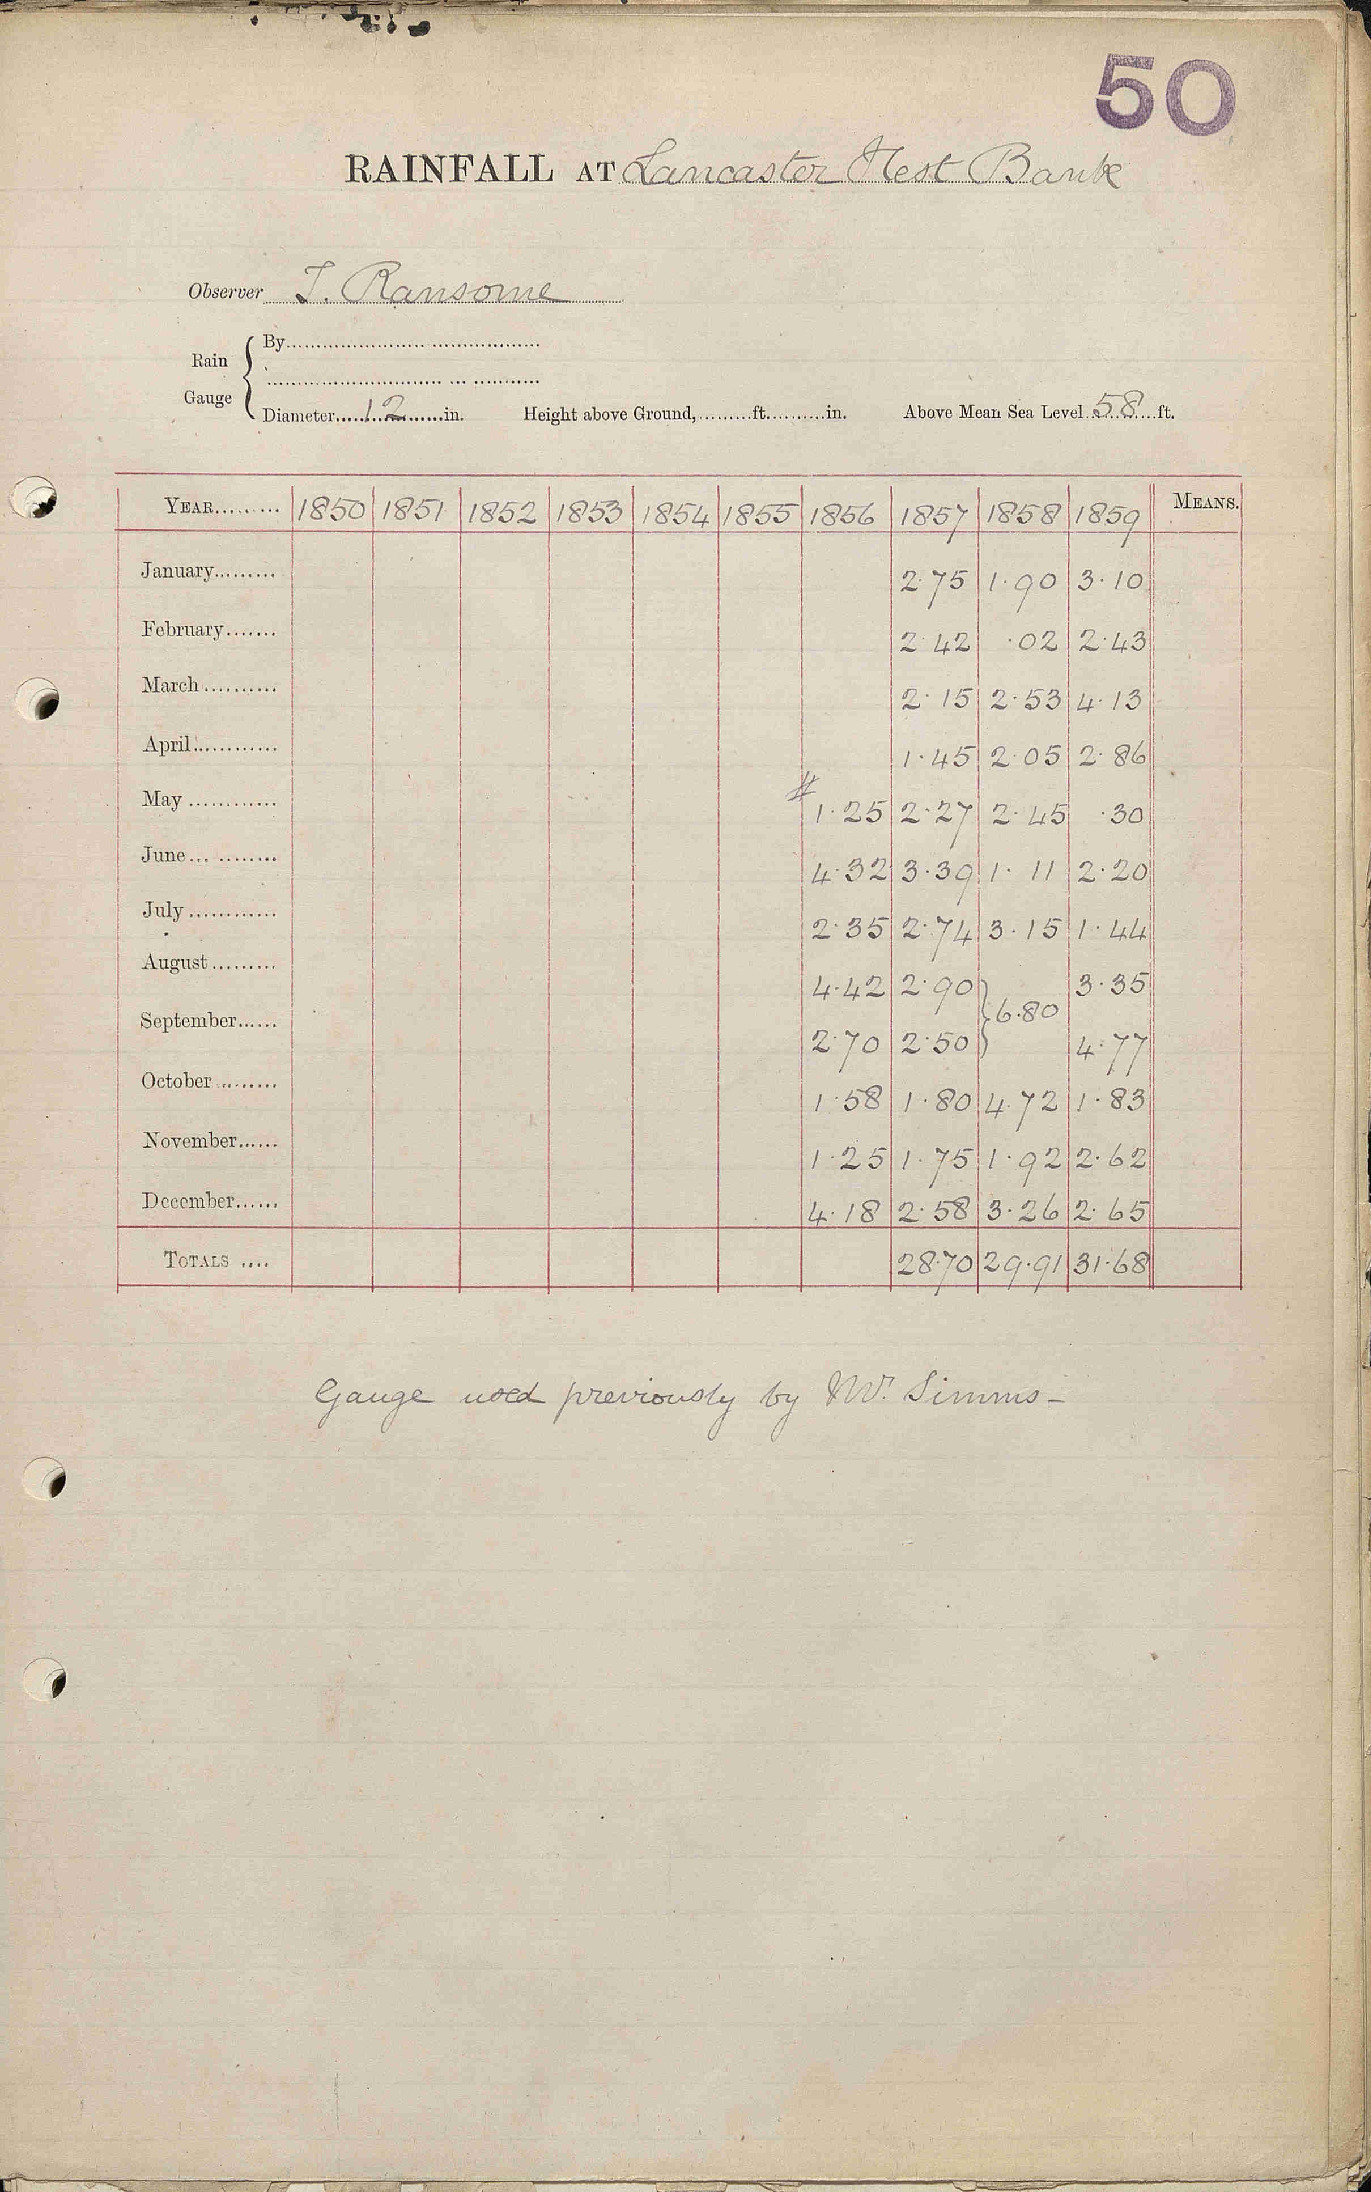 50
RAINFALL AT Lancaster Hest Bank
Observer T. Ransome
Rain Gauge { By
Diameter 12 in. Height above Ground, ft. in. Above Mean Sea Level 58 ft.
YEAR 1850 1851 1852 1853 1854 1855 1856 1857 1858 1859 MEANS.
January 2.75 1.90 3.10
February 2.42 .02 2.43
March 2.15 2.53 4.13
April 1.45 2.05 2.86
May # 1.25 2.27 2.45 .30
June 4.32 3.39 1.11 2.20
July 2.35 2.74 3.15 1.44
August 4.42 2.90 } 6.80 3.35
September 2.70 2.50 4.77
October 1.58 1.80 4.72 1.83
November 1.25 1.75 1.92 2.62
December 4.18 2.58 3.26 2.65
TOTALS 28.70 29.91 31.68
Gauge used previously by Mr. Simms –